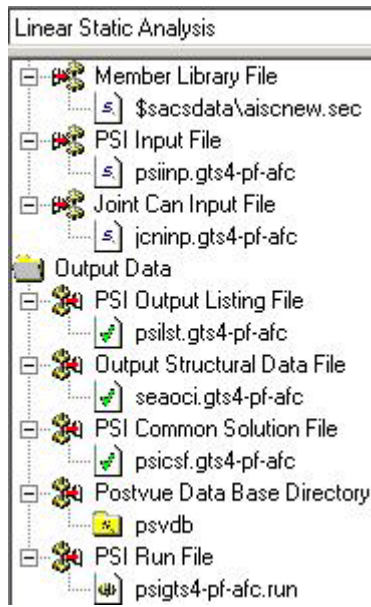 Linear Static Analysis
Member Library File
$sacsdata\aiscnew.sec
PSI Input File
psiinp.gts4-pf-afc
Joint Can Input File
jcninp.gts4-pf-afc
Output Data
PSI Output Listing File
psilst.gts4-pf-afc
Output Structural Data File
seaoci.gts4-pf-afc
PSI Common Solution File
psicsf.gts4-pf-afc
Postvue Data Base Directory
psvdb
PSI Run File
psigts4-pf-afc.run